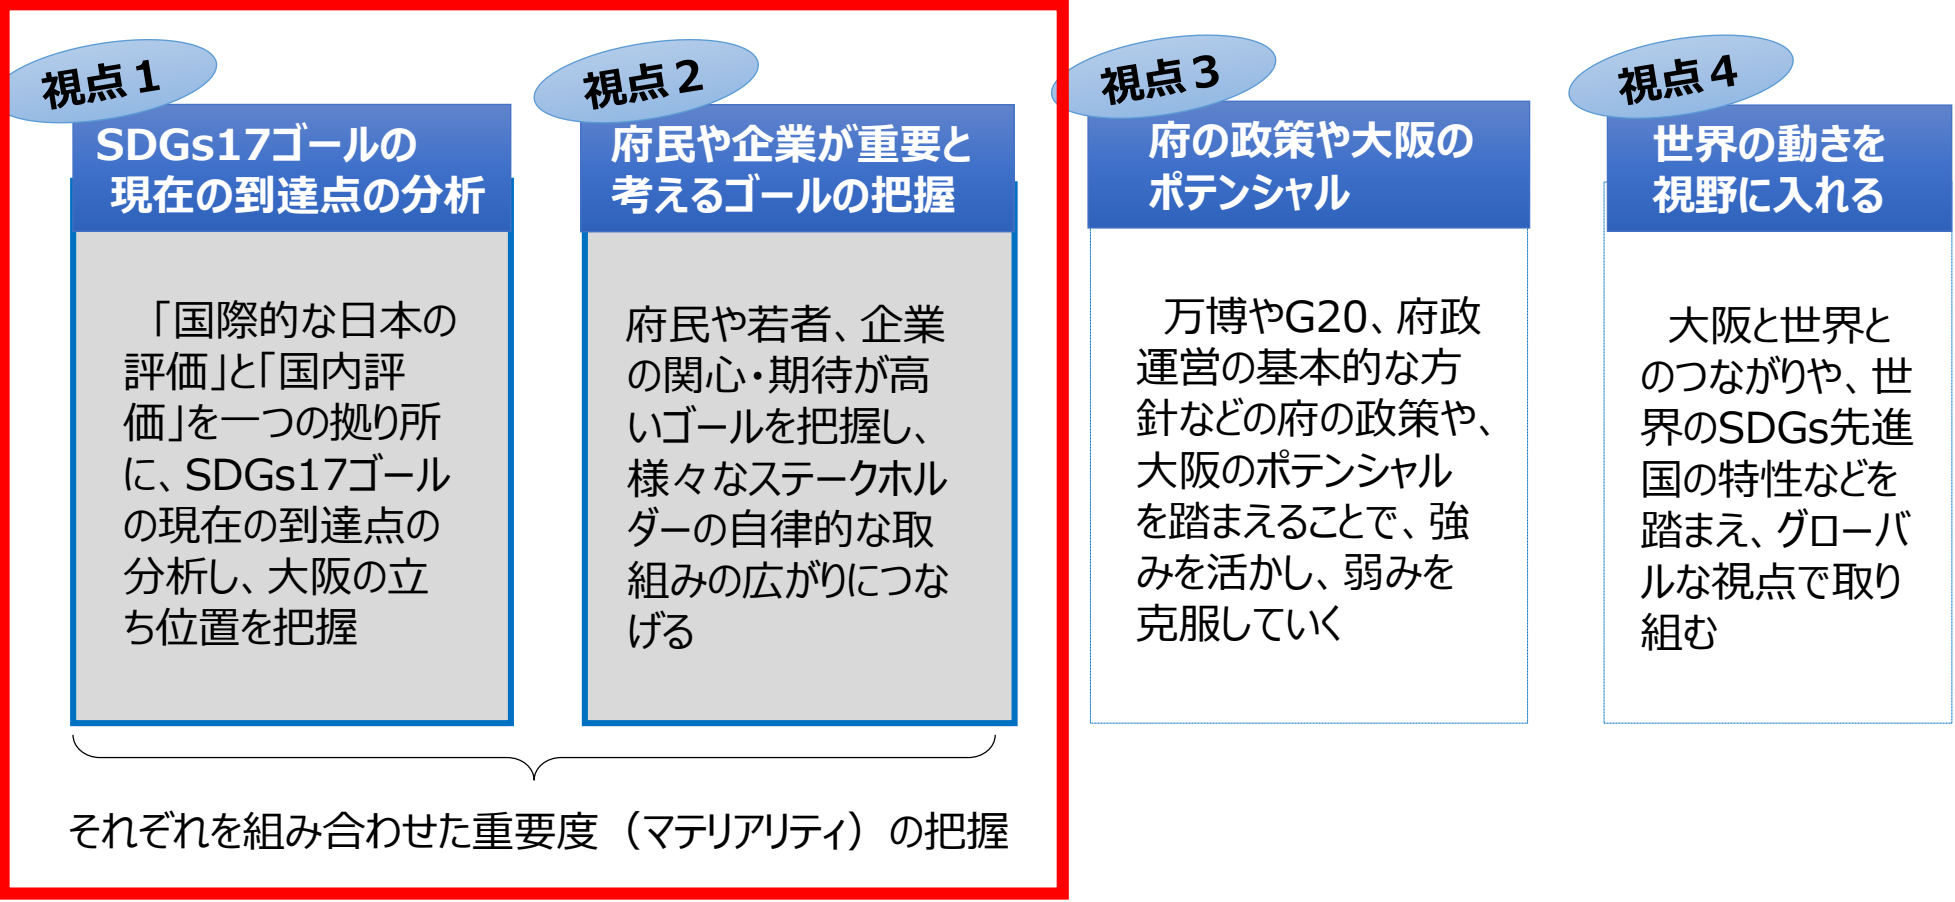 視点１
SDGs17ゴールの
現在の到達点の分析
「国際的な日本の
評価」と「国内評
価」を一つの拠り所
に、SDGs17ゴール
の現在の到達点の
分析し、大阪の立
ち位置を把握
視点２
府民や企業が重要と
考えるゴールの把握
府民や若者、企業
の関心・期待が高
いゴールを把握し、
様々なステークホル
ダーの自律的な取
組みの広がりにつな
げる
それぞれを組み合わせた重要度（マテリアリティ）の把握
視点３
府の政策や大阪の
ポテンシャル
万博やG20、府政
運営の基本的な方
針などの府の政策や、
大阪のポテンシャル
を踏まえることで、強
みを活かし、弱みを
克服していく
視点４
世界の動きを
視野に入れる
大阪と世界と
のつながりや、世
界のSDGs先進
国の特性などを
踏まえ、グローバ
ルな視点で取り
組む